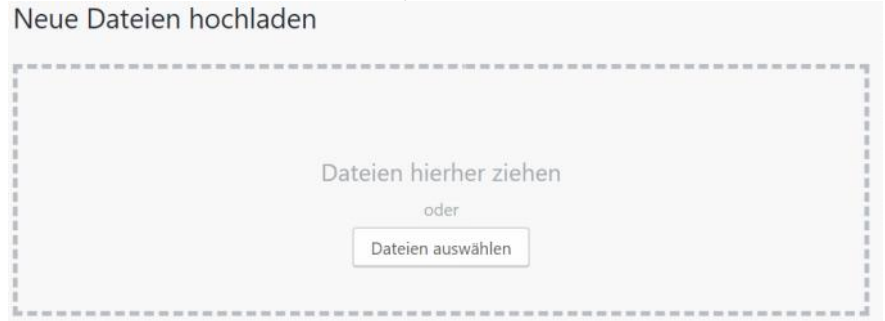 Neue Dateien hochladen
Dateien hierher ziehen
oder
Dateien auswählen